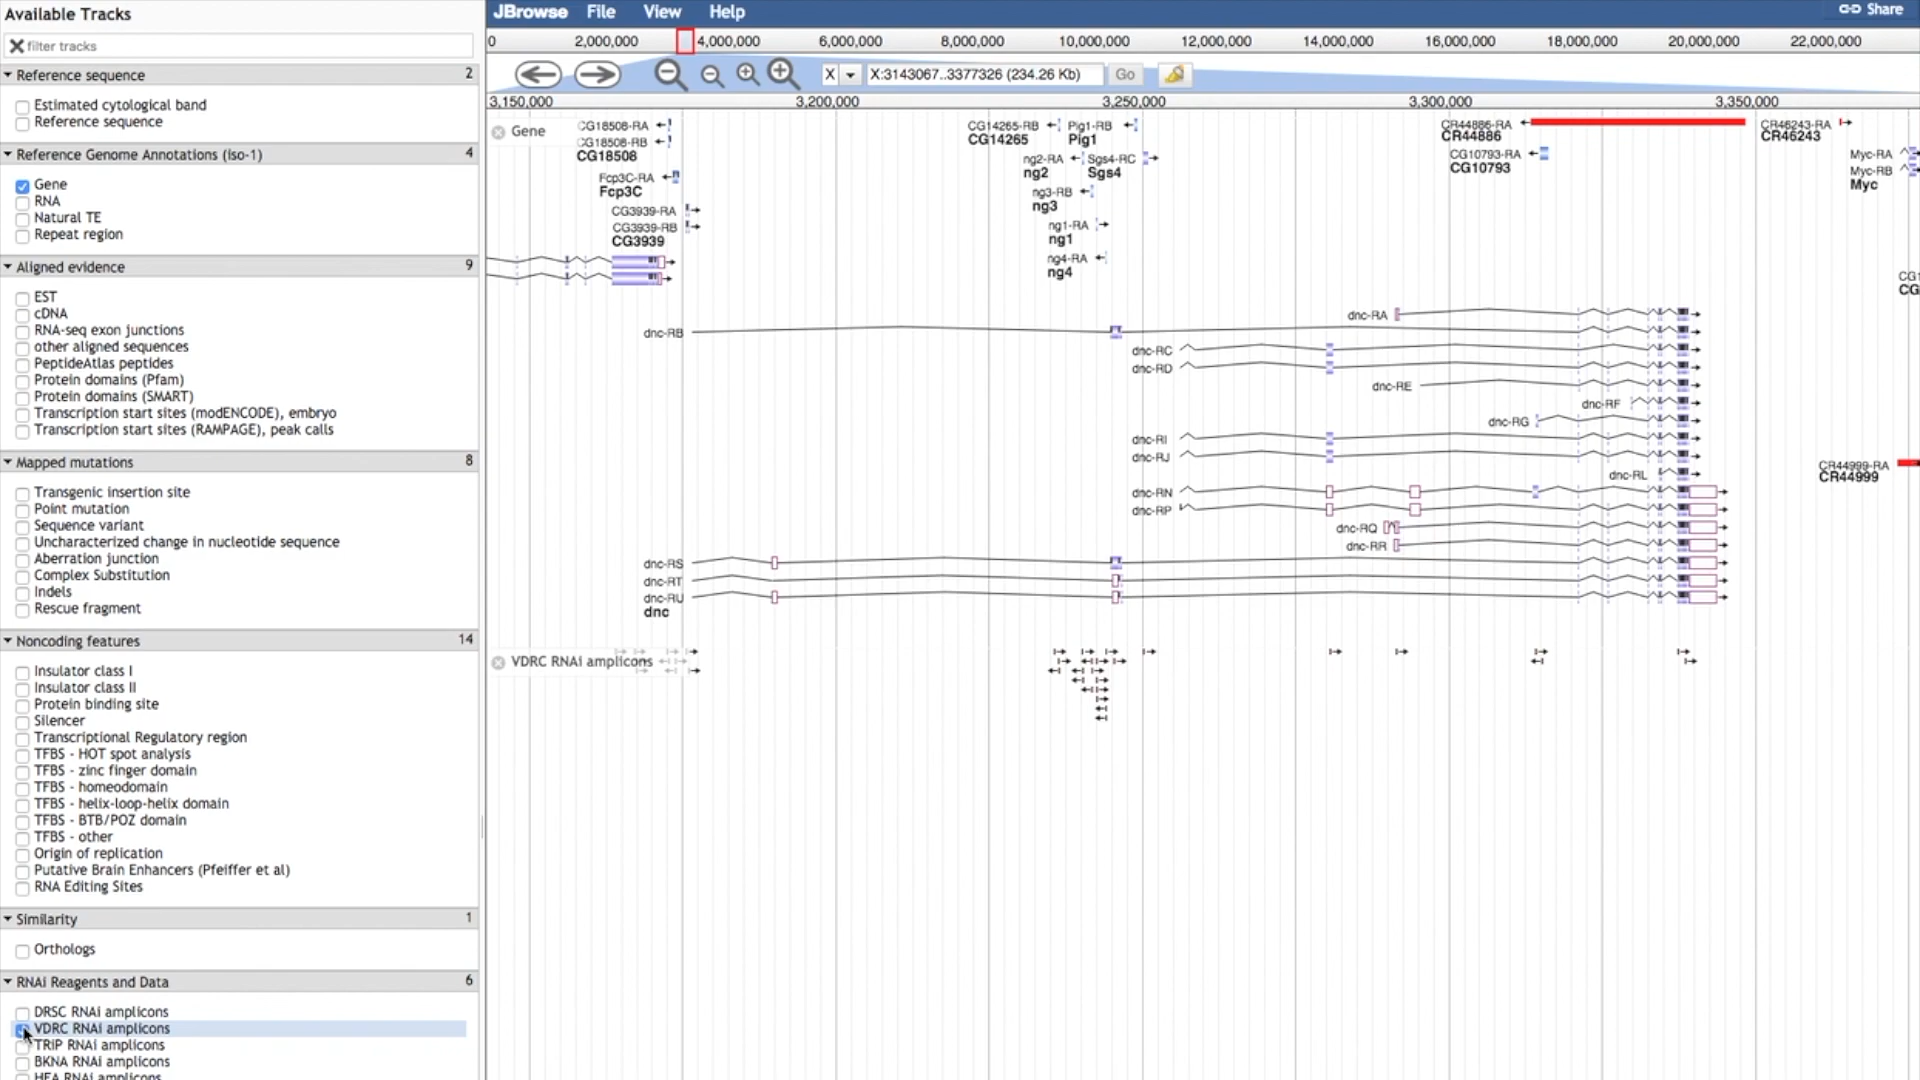 Available Tracks
filter tracks
Reference sequence 2
Estimated cytological band
Reference sequence
Reference Genome Annotations (iso-1) 4
Gene
RNA
Natural TE
Repeat region
Aligned evidence 9
EST
cDNA
RNA-seq exon junctions
other aligned sequences
PeptideAtlas peptides
Protein domains (Pfam)
Protein domains (SMART)
Transcription start sites (modENCODE), embryo
Transcription start sites (RAMPAGE), peak calls
Mapped mutations 8
Transgenic insertion site
Point mutation
Sequence variant
Uncharacterized change in nucleotide sequence
Aberration junction
Complex Substitution
Indels
Rescue fragment
Noncoding features 14
Insulator class I
Insulator class II
Protein binding site
Silencer
Transcriptional Regulatory region
TFBS - HOT spot analysis
TFBS - zinc finger domain
TFBS - homeodomain
TFBS - helix-loop-helix domain
TFBS - BTB/POZ domain
TFBS - other
Origin of replication
Putative Brain Enhancers (Pfeiffer et al)
RNA Editing Sites
Similarity 1
Orthologs
RNAi Reagents and Data 6
DRSC RNAi amplicons
VDRC RNAi amplicons
TRiP RNAi amplicons
BKNA RNAi amplicons
HFA RNAi amplicons
JBrowse File View Help Share
0 2,000,000 4,000,000 6,000,000 8,000,000 10,000,000 12,000,000 14,000,000 16,000,000 18,000,000 20,000,000 22,000,000
X X:3143067..3377326 (234.26 Kb) Go
3,150,000 3,200,000 3,250,000 3,300,000 3,350,000
Gene
CG18508-RA
CG18508-RB
CG18508
Fcp3C-RA
Fcp3C
CG3939-RA
CG3939-RB
CG3939
CG14265-RB
CG14265
Pig1-RB
Pig1
ng2-RA
ng2
Sgs4-RC
Sgs4
ng3-RB
ng3
ng1-RA
ng1
ng4-RA
ng4
CR44886-RA
CR44886
CG10793-RA
CG10793
CR46243-RA
CR46243
Myc-RA
Myc-RB
Myc
CG1
CG
dnc-RA
dnc-RB
dnc-RC
dnc-RD
dnc-RE
dnc-RF
dnc-RG
dnc-RI
dnc-RJ
CR44999-RA
CR44999
dnc-RL
dnc-RN
dnc-RP
dnc-RQ
dnc-RR
dnc-RS
dnc-RT
dnc-RU
dnc
VDRC RNAi amplicons